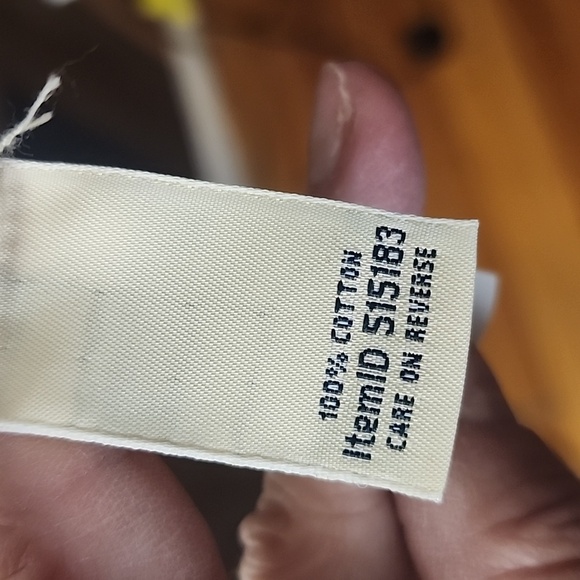 100% COTTON
ItemID 515183
CARE ON REVERSE